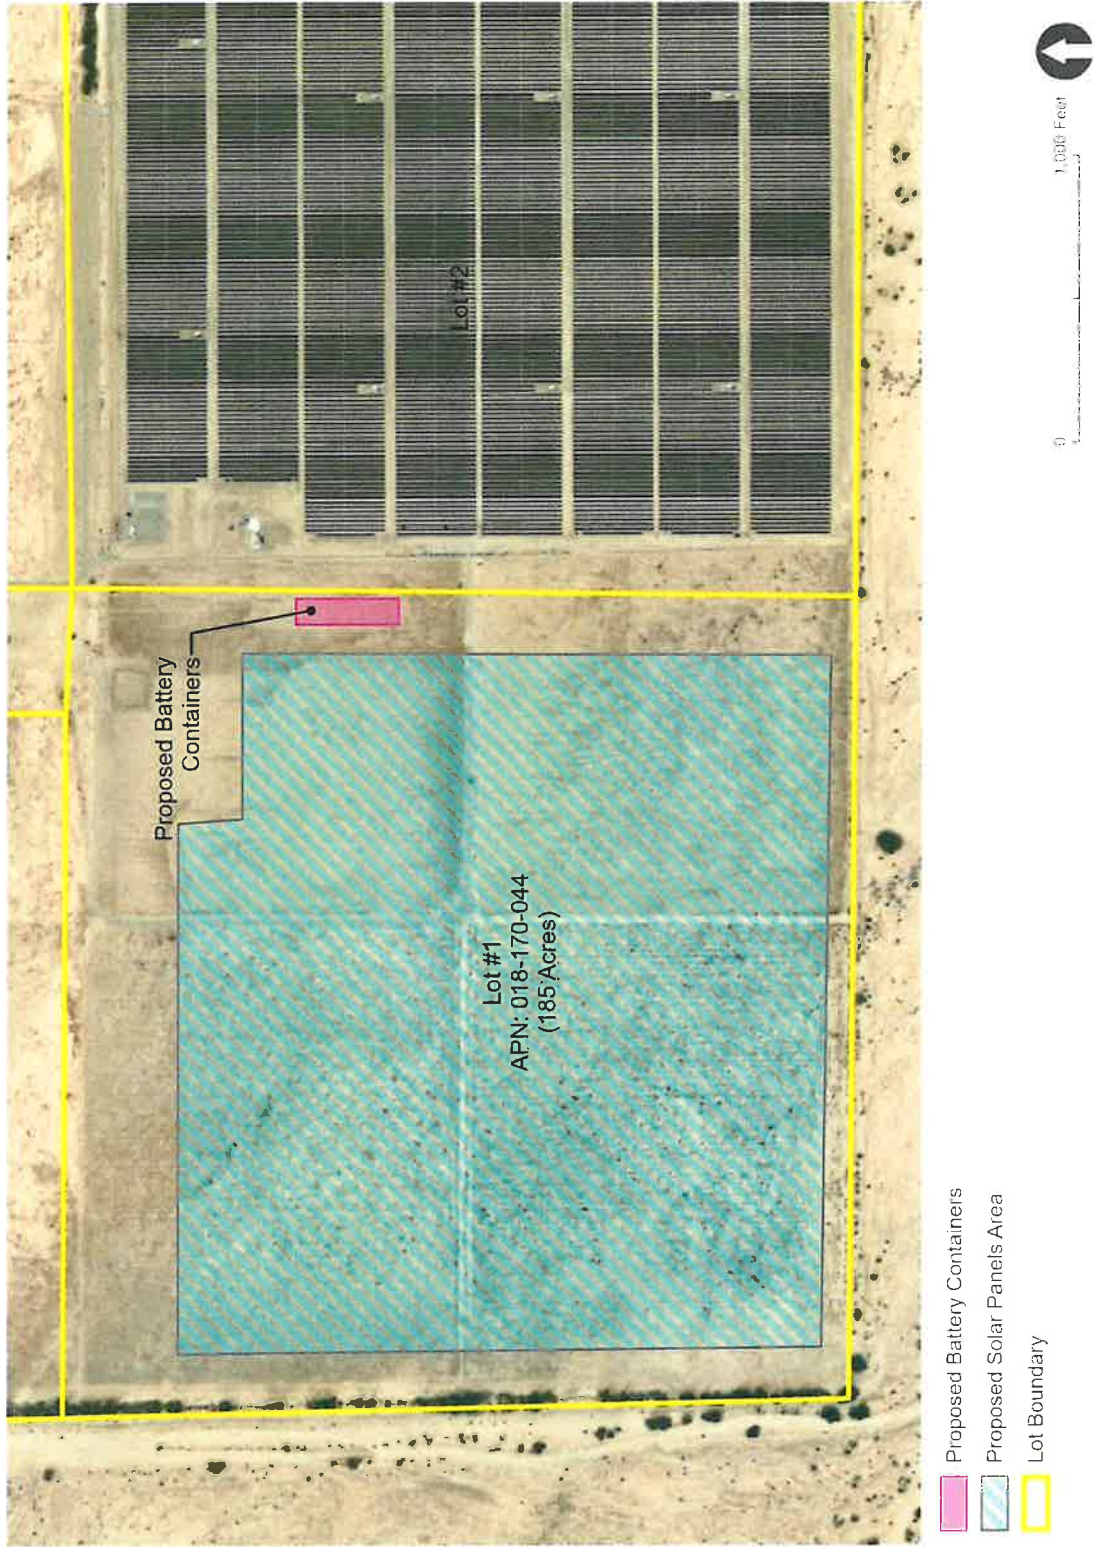 Proposed Battery
Containers
Lot #2
Lot #1
APN: 018-170-044
(185 Acres)
Proposed Battery Containers
Proposed Solar Panels Area
Lot Boundary
0
1,000 Feet